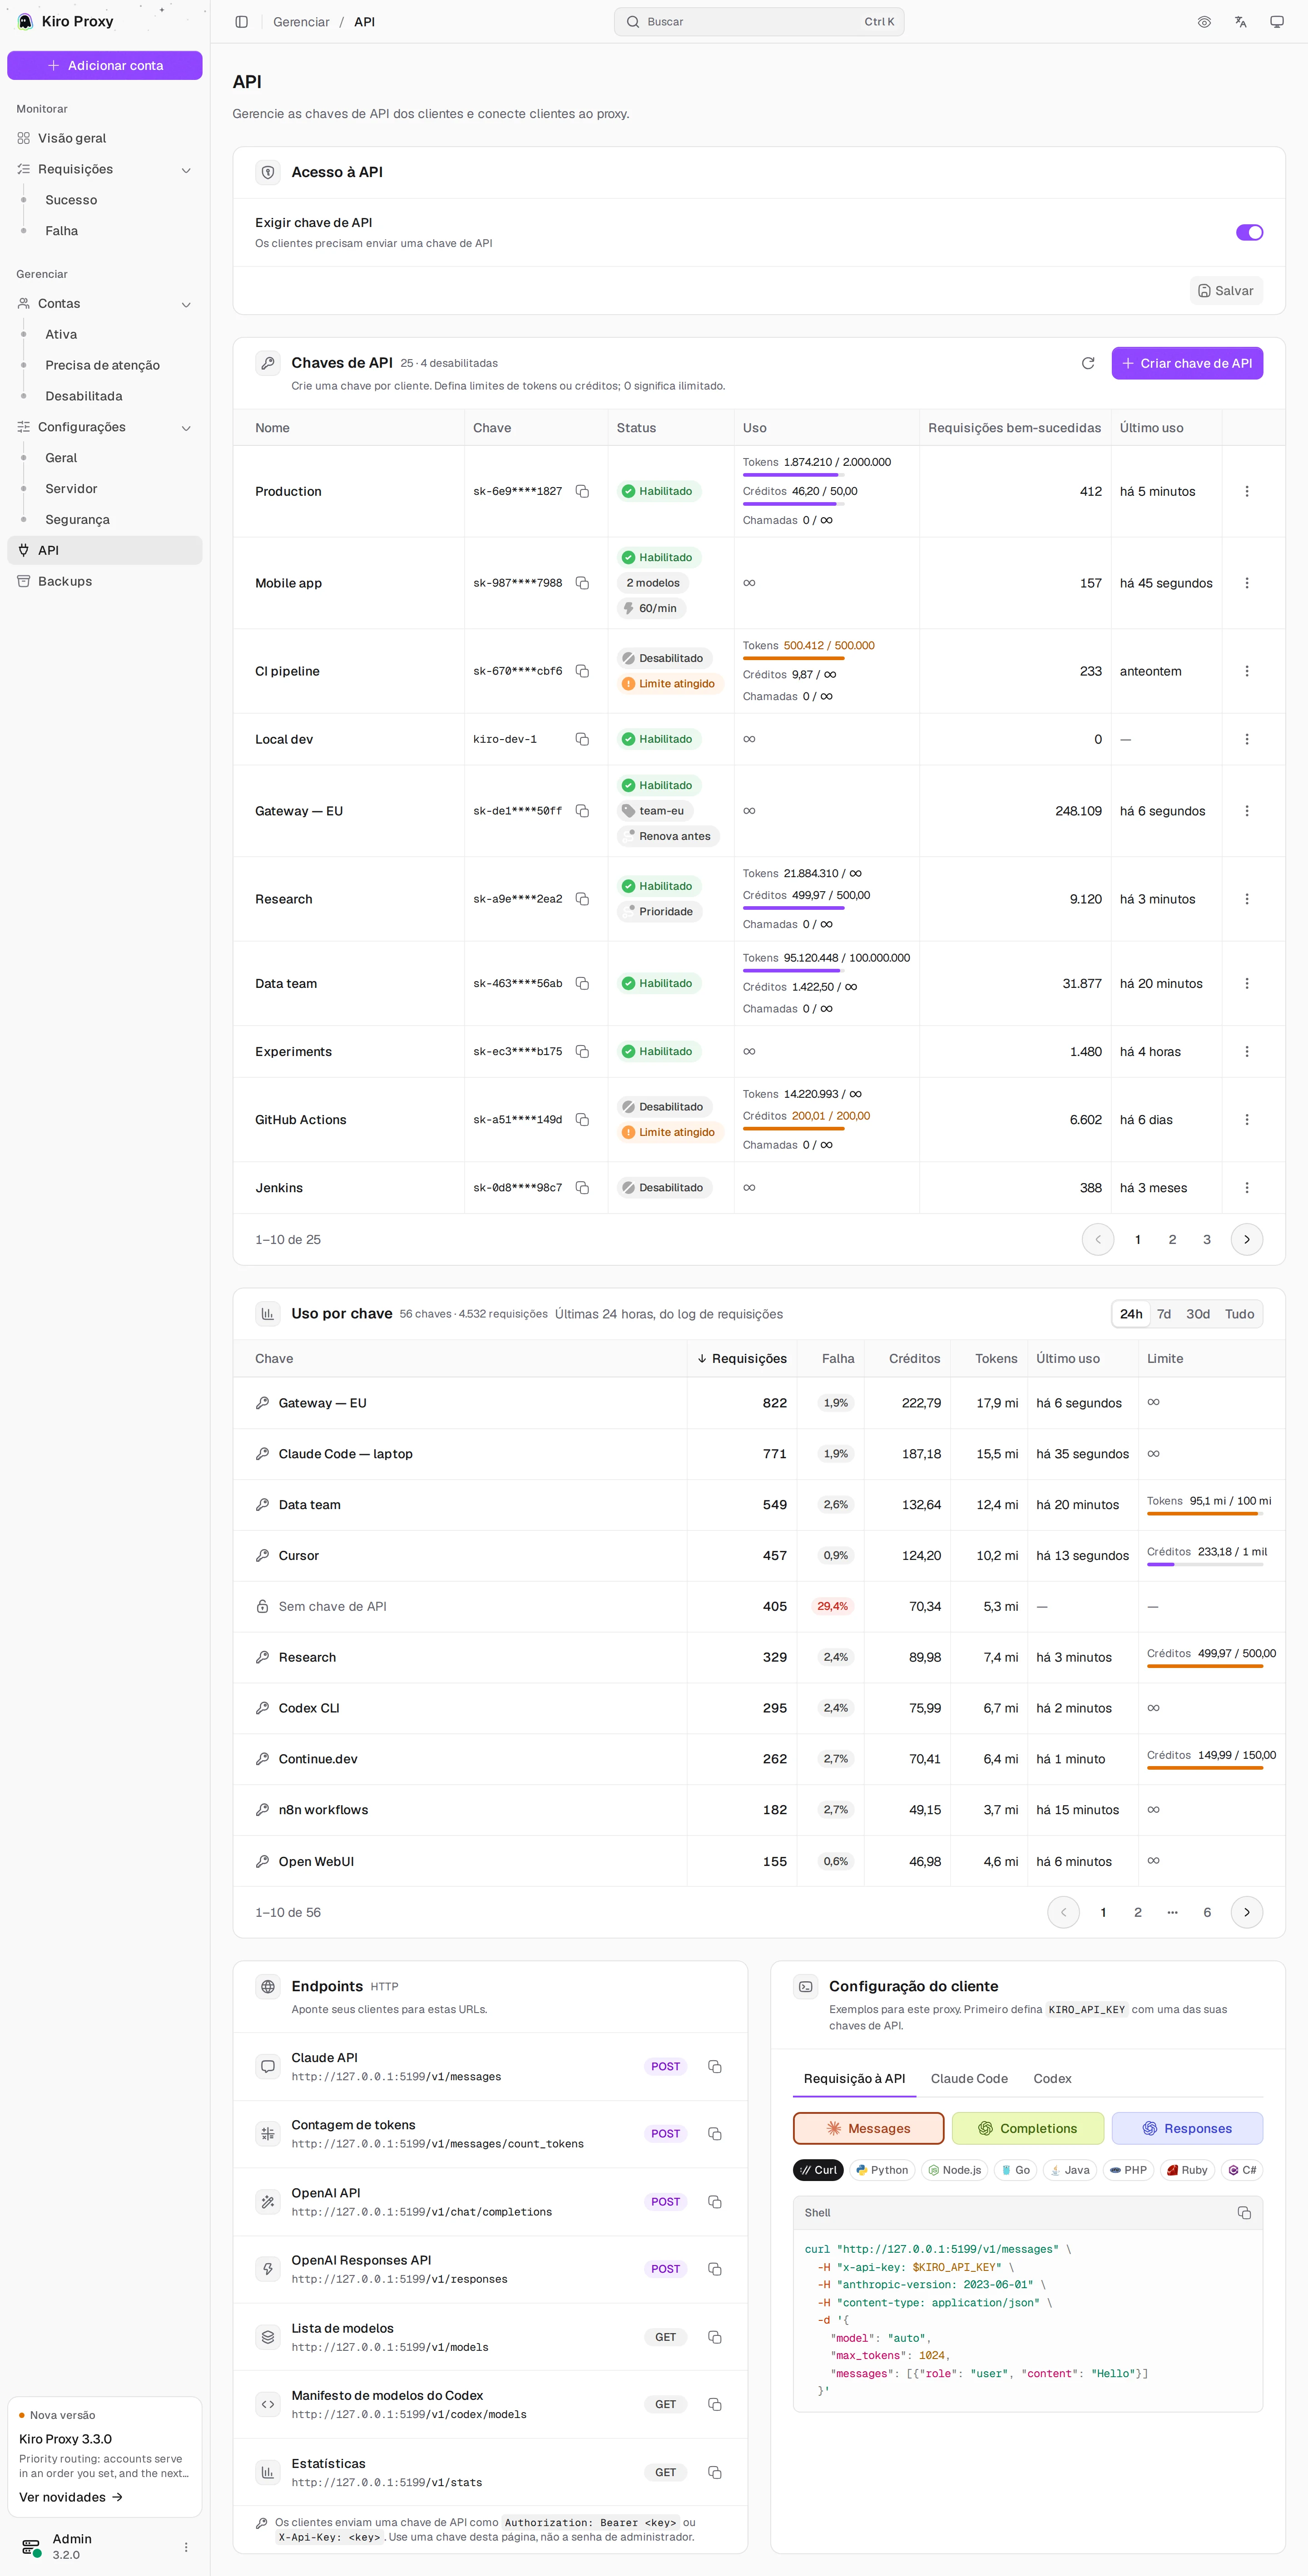 Kiro Proxy
Gerenciar / API
Buscar Ctrl K
Adicionar conta
Monitorar
Visão geral
Requisições
Sucesso
Falha
Gerenciar
Contas
Ativa
Precisa de atenção
Desabilitada
Configurações
Geral
Servidor
Segurança
API
Backups
Nova versão
Kiro Proxy 3.3.0
Priority routing: accounts serve
in an order you set, and the next...
Ver novidades →
Admin
3.2.0
API
Gerencie as chaves de API dos clientes e conecte clientes ao proxy.
Acesso à API
Exigir chave de API
Os clientes precisam enviar uma chave de API
Salvar
Chaves de API 25 · 4 desabilitadas
Crie uma chave por cliente. Defina limites de tokens ou créditos; 0 significa ilimitado.
Criar chave de API
Nome Chave Status Uso Requisições bem-sucedidas Último uso
Tokens 1.874.210 / 2.000.000
Production sk-6e9****1827 Habilitado Créditos 46,20 / 50,00 412 há 5 minutos
Chamadas 0 / ∞
Habilitado
Mobile app sk-987****7988 2 modelos ∞ 157 há 45 segundos
60/min
Tokens 500.412 / 500.000
Desabilitado
CI pipeline sk-670****cbf6 Créditos 9,87 / ∞ 233 anteontem
Limite atingido
Chamadas 0 / ∞
Local dev kiro-dev-1 Habilitado ∞ 0 —
Habilitado
Gateway — EU sk-de1****50ff team-eu ∞ 248.109 há 6 segundos
Renova antes
Tokens 21.884.310 / ∞
Habilitado
Research sk-a9e****2ea2 Créditos 499,97 / 500,00 9.120 há 3 minutos
Prioridade
Chamadas 0 / ∞
Tokens 95.120.448 / 100.000.000
Data team sk-463****56ab Habilitado Créditos 1.422,50 / ∞ 31.877 há 20 minutos
Chamadas 0 / ∞
Experiments sk-ec3****b175 Habilitado ∞ 1.480 há 4 horas
Tokens 14.220.993 / ∞
Desabilitado
GitHub Actions sk-a51****149d Créditos 200,01 / 200,00 6.602 há 6 dias
Limite atingido
Chamadas 0 / ∞
Jenkins sk-0d8****98c7 Desabilitado ∞ 388 há 3 meses
1–10 de 25 1 2 3
Uso por chave 56 chaves · 4.532 requisições Últimas 24 horas, do log de requisições 24h 7d 30d Tudo
Chave ↓ Requisições Falha Créditos Tokens Último uso Limite
Gateway — EU 822 1,9% 222,79 17,9 mi há 6 segundos ∞
Claude Code — laptop 771 1,9% 187,18 15,5 mi há 35 segundos ∞
Data team 549 2,6% 132,64 12,4 mi há 20 minutos Tokens 95,1 mi / 100 mi
Cursor 457 0,9% 124,20 10,2 mi há 13 segundos Créditos 233,18 / 1 mil
Sem chave de API 405 29,4% 70,34 5,3 mi — —
Research 329 2,4% 89,98 7,4 mi há 3 minutos Créditos 499,97 / 500,00
Codex CLI 295 2,4% 75,99 6,7 mi há 2 minutos ∞
Continue.dev 262 2,7% 70,41 6,4 mi há 1 minuto Créditos 149,99 / 150,00
n8n workflows 182 2,7% 49,15 3,7 mi há 15 minutos ∞
Open WebUI 155 0,6% 46,98 4,6 mi há 6 minutos ∞
1–10 de 56 1 2 ••• 6
Endpoints HTTP
Aponte seus clientes para estas URLs.
Claude API
http://127.0.0.1:5199/v1/messages
POST
Contagem de tokens
http://127.0.0.1:5199/v1/messages/count_tokens
POST
OpenAI API
http://127.0.0.1:5199/v1/chat/completions
POST
OpenAI Responses API
http://127.0.0.1:5199/v1/responses
POST
Lista de modelos
http://127.0.0.1:5199/v1/models
GET
Manifesto de modelos do Codex
http://127.0.0.1:5199/v1/codex/models
GET
Estatísticas
http://127.0.0.1:5199/v1/stats
GET
Os clientes enviam uma chave de API como Authorization: Bearer <key> ou
X-Api-Key: <key>. Use uma chave desta página, não a senha de administrador.
Configuração do cliente
Exemplos para este proxy. Primeiro defina KIRO_API_KEY com uma das suas
chaves de API.
Requisição à API Claude Code Codex
Messages Completions Responses
Curl Python Node.js Go Java PHP Ruby C#
Shell
curl "http://127.0.0.1:5199/v1/messages" \
-H "x-api-key: $KIRO_API_KEY" \
-H "anthropic-version: 2023-06-01" \
-H "content-type: application/json" \
-d '{
"model": "auto",
"max_tokens": 1024,
"messages": [{"role": "user", "content": "Hello"}]
}'